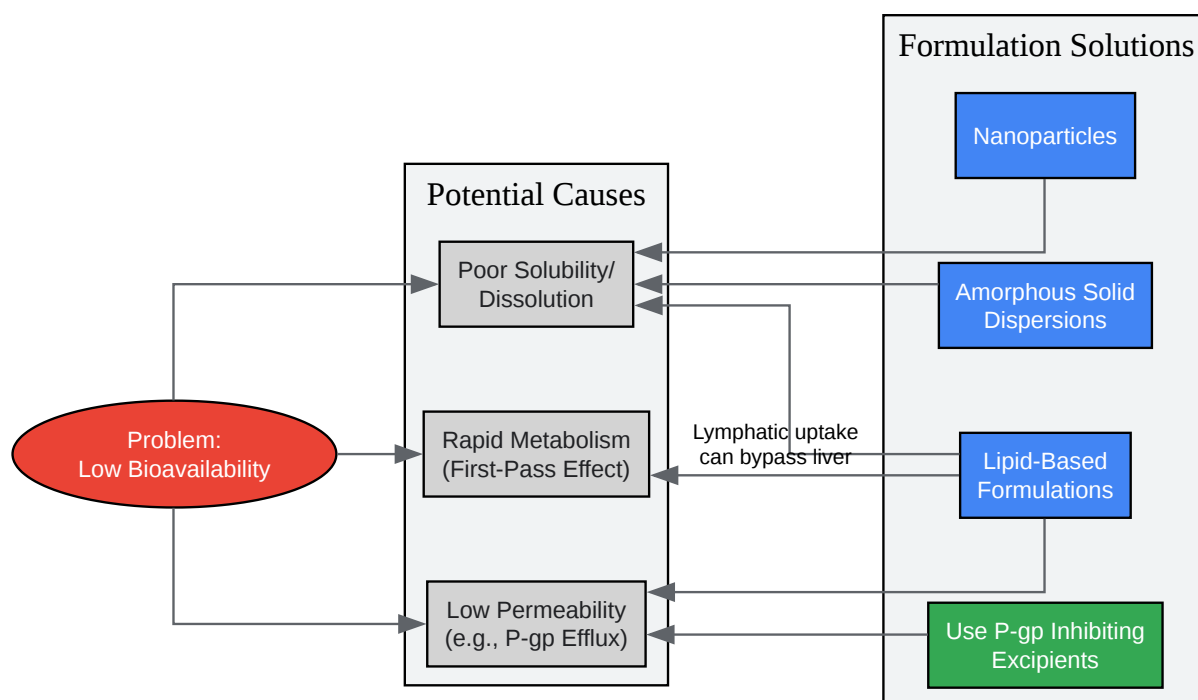 Formulation Solutions
Nanoparticles
Potential Causes
Poor Solubility/
Dissolution
Amorphous Solid
Dispersions
Problem:
Low Bioavailability
Rapid Metabolism
(First-Pass Effect)
Lymphatic uptake
can bypass liver
Lipid-Based
Formulations
Low Permeability
(e.g., P-gp Efflux)
Use P-gp Inhibiting
Excipients